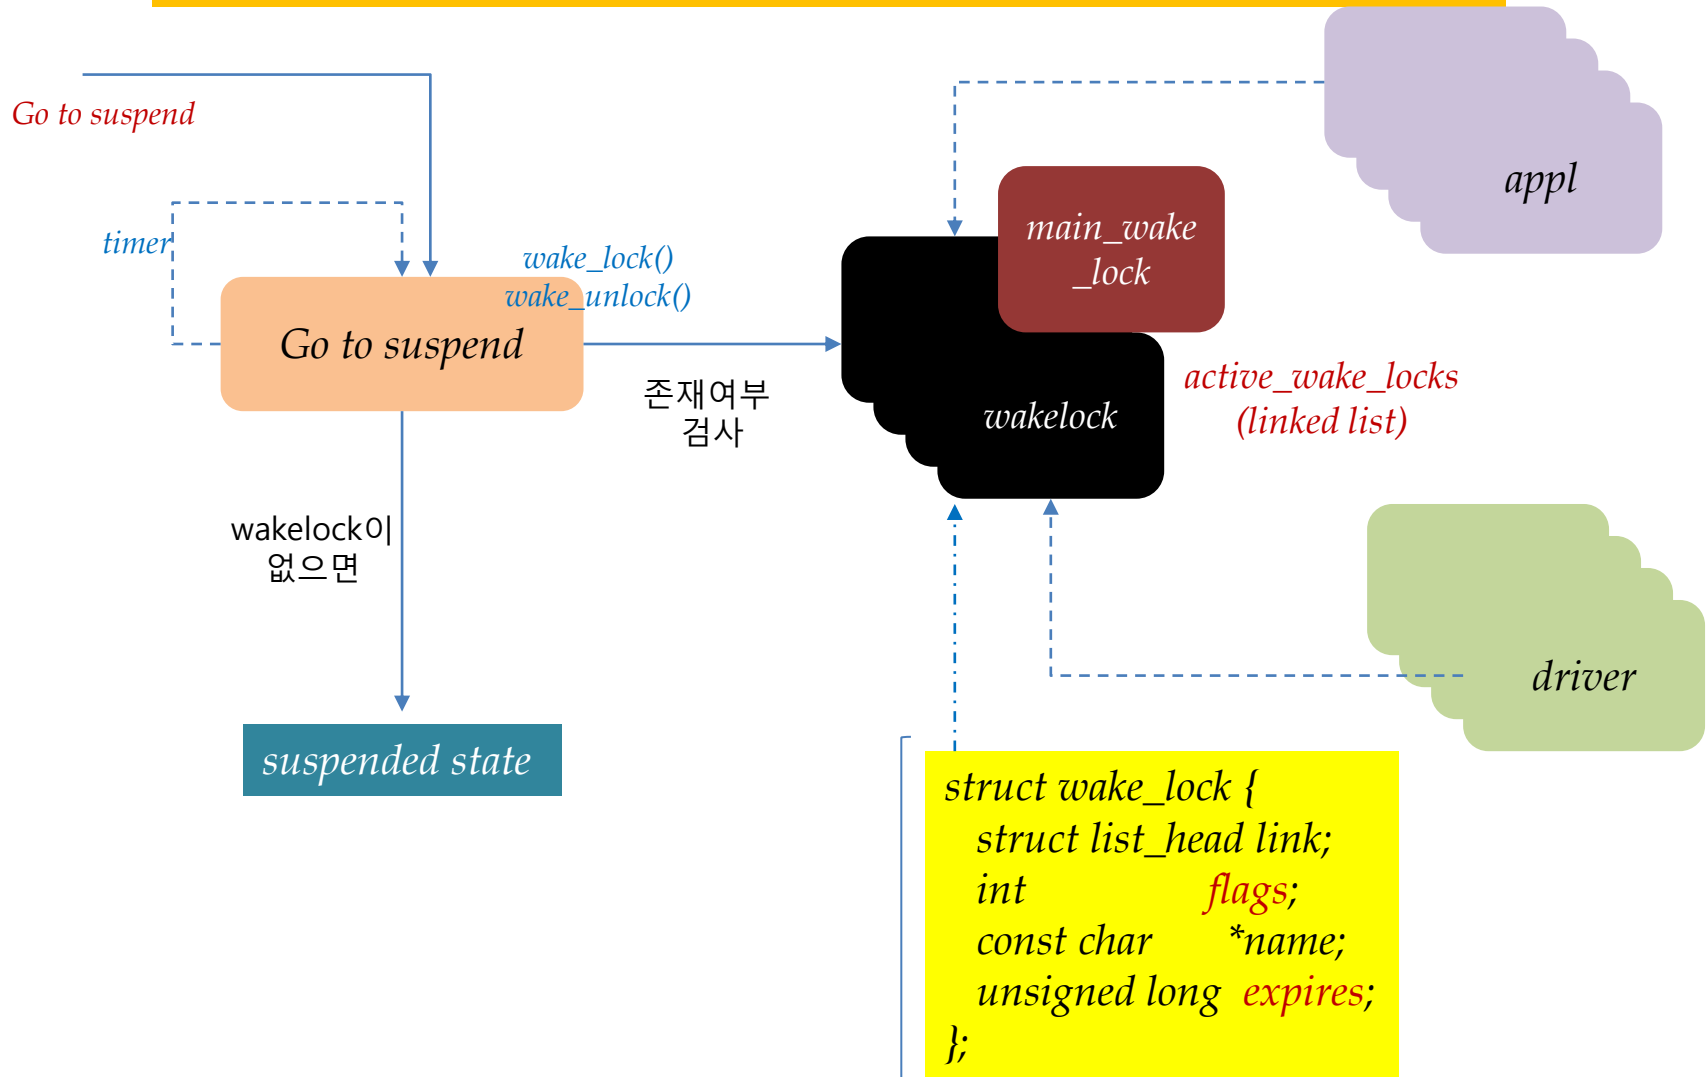 Go to suspend
appl
main_wake
_lock
timer
wake_lock()
wake_unlock()
Go to suspend
존재여부
검사
wakelock
active_wake_locks
(linked list)
wakelock이
없으면
driver
suspended state
struct wake_lock {
struct list_head link;
int flags;
const char *name;
unsigned long expires;
};